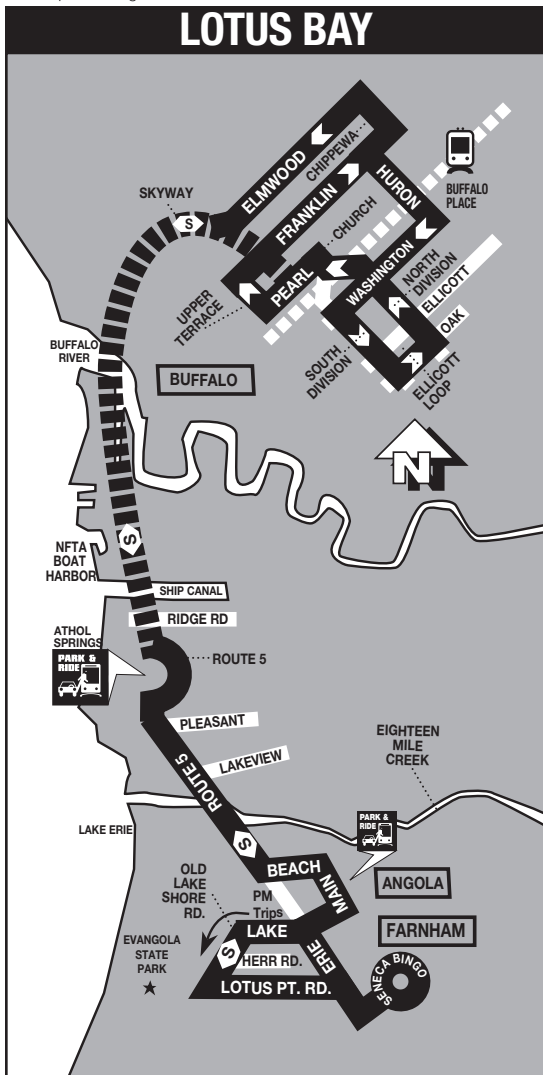 LOTUS BAY
ELMWOOD
CHIPPEWA
FRANKLIN
HURON
BUFFALO
PLACE
SKYWAY
S
CHURCH
WASHINGTON
NORTH
DIVISION
ELLICOTT
OAK
PEARL
UPPER
TERRACE
SOUTH
DIVISION
ELLICOTT
LOOP
BUFFALO
RIVER
BUFFALO
N
S
NFTA
BOAT
HARBOR
SHIP CANAL
RIDGE RD
ATHOL
SPRINGS
PARK &
RIDE
ROUTE 5
PLEASANT
LAKEVIEW
ROUTE5
EIGHTEEN
MILE
CREEK
LAKE ERIE
PARK &
RIDE
S
BEACH
MAIN
ANGOLA
OLD
LAKE
SHORE
RD.
PM
Trips
LAKE
ERIE
FARNHAM
EVANGOLA
STATE
PARK
S
HERR RD.
LOTUS PT. RD.
SENECA BINGO